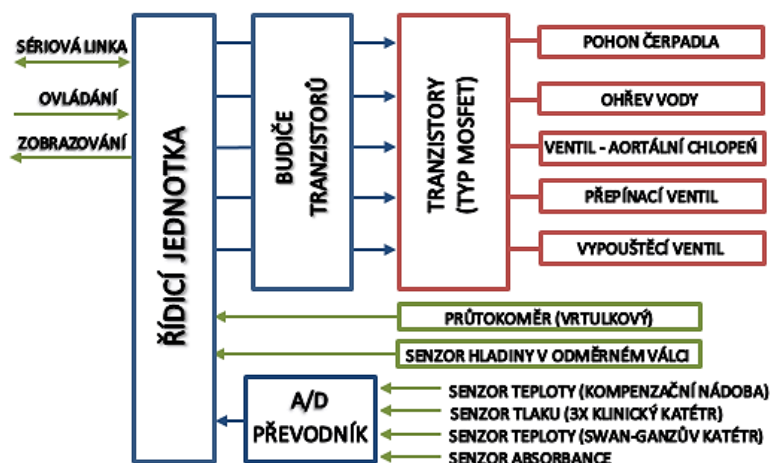 SÉRIOVÁ LINKA
OVLÁDÁNÍ
ZOBRAZOVÁNÍ
ŘÍDICÍ JEDNOTKA
BUDIČE
TRANZISTORŮ
TRANZISTORY
(TYP MOSFET)
POHON ČERPADLA
OHŘEV VODY
VENTIL - AORTÁLNÍ CHLOPEŇ
PŘEPÍNACÍ VENTIL
VYPOUŠTĚCÍ VENTIL
PRŮTOKOMĚR (VRTULKOVÝ)
SENZOR HLADINY V ODMĚRNÉM VÁLCI
A/D
PŘEVODNÍK
SENZOR TEPLOTY (KOMPENZAČNÍ NÁDOBA)
SENZOR TLAKU (3X KLINICKÝ KATÉTR)
SENZOR TEPLOTY (SWAN-GANZŮV KATÉTR)
SENZOR ABSORBANCE